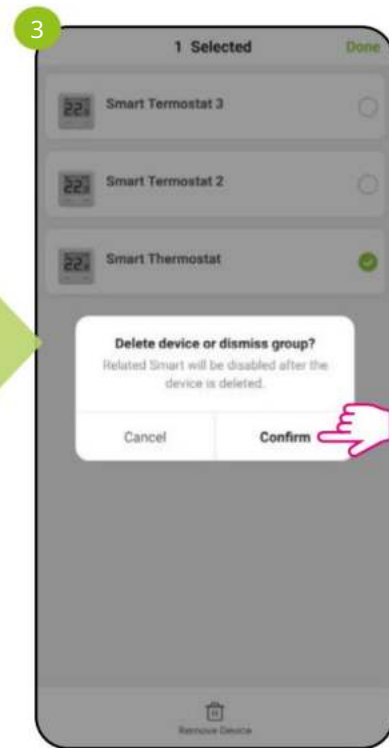 3
1 Selected
Done
22.
Smart Termostat 3
22.
Smart Termostat 2
22.
Smart Thermostat
Delete device or dismiss group?
Related Smart will be disabled after the
device is deleted.
Cancel
Confirm
Remove Device